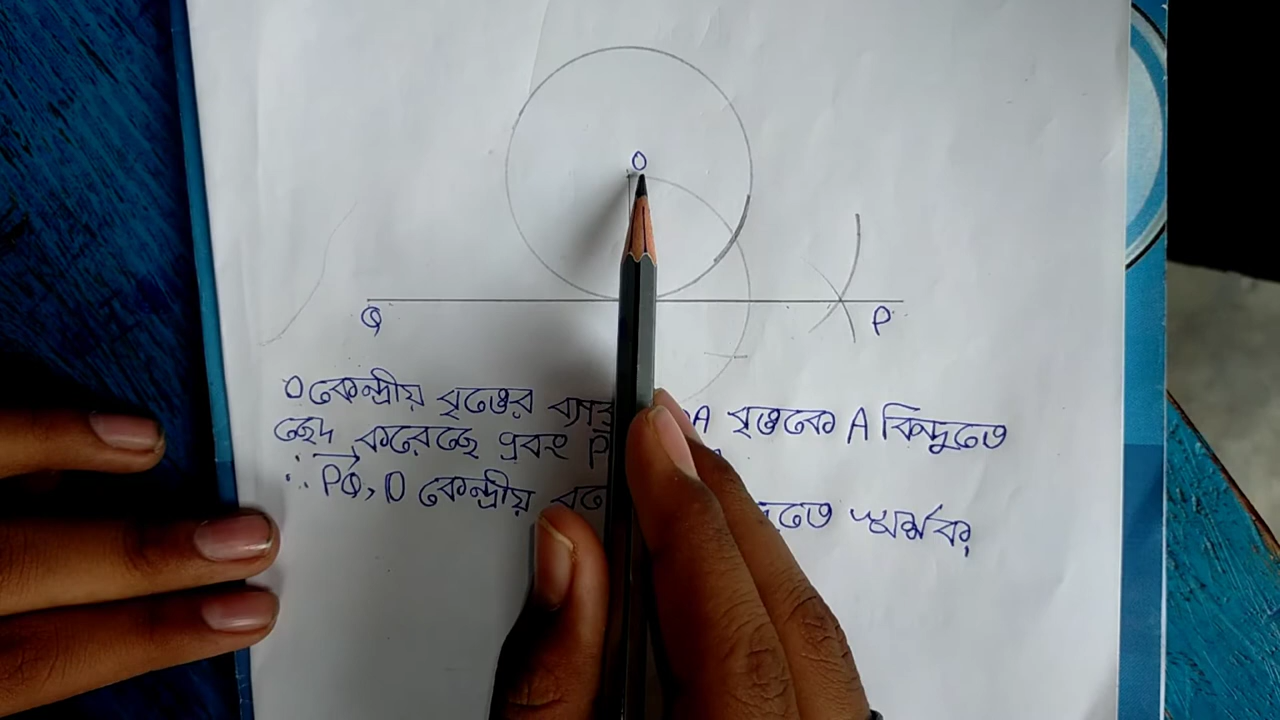 O
Q
P
O কেন্দ্রীয় বৃত্তের A বৃত্তকে A বিন্দুতে
ছেদ করেছে এবং P
∴ PQ, O কেন্দ্রীয় স্পর্শক